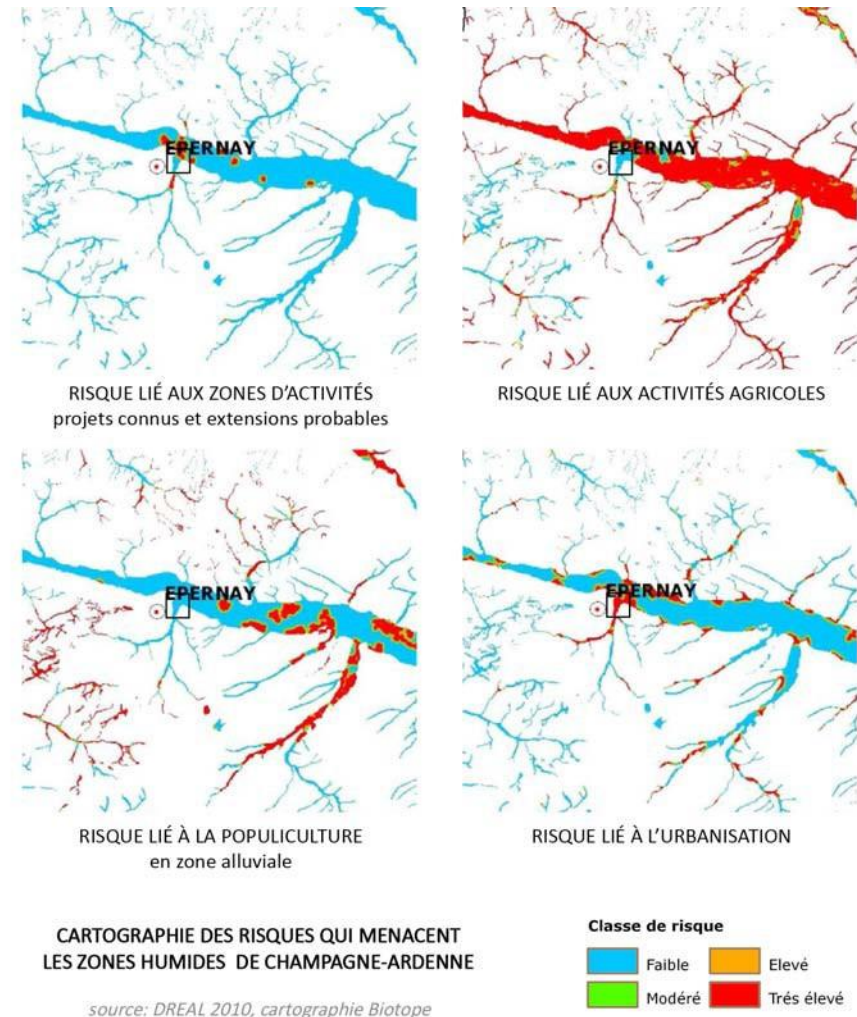 EPERNAY
EPERNAY
RISQUE LIÉ AUX ZONES D'ACTIVITÉS
projets connus et extensions probables
RISQUE LIÉ AUX ACTIVITÉS AGRICOLES
EPERNAY
EPERNAY
RISQUE LIÉ À LA POPULICULTURE
en zone alluviale
RISQUE LIÉ À L'URBANISATION
CARTOGRAPHIE DES RISQUES QUI MENACENT
LES ZONES HUMIDES DE CHAMPAGNE-ARDENNE
source: DREAL 2010, cartographie Biotope
Classe de risque
Faible
Elevé
Modéré
Trés élevé